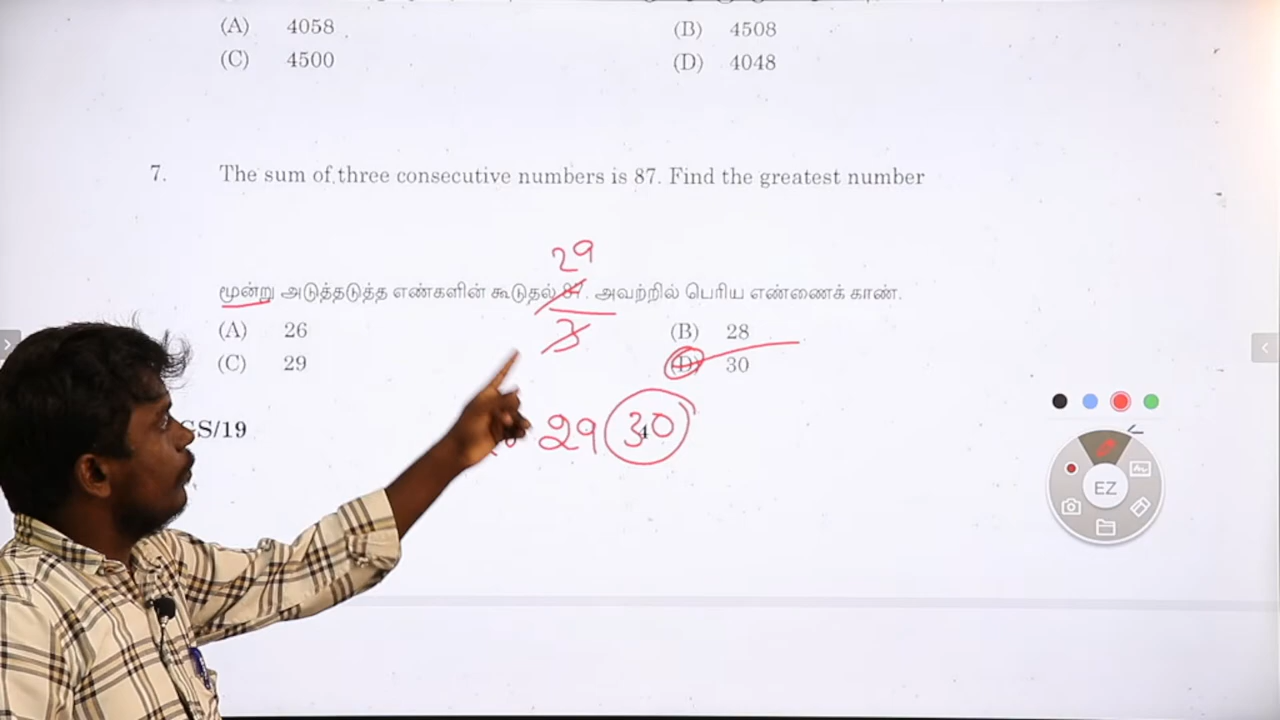 (A) 4058 (B) 4508
(C) 4500 (D) 4048
7. The sum of three consecutive numbers is 87. Find the greatest number
29
மூன்று அடுத்தடுத்த எண்களின் கூடுதல் 87. அவற்றில் பெரிய எண்ணைக் காண்.
3
(A) 26 (B) 28
(C) 29 (D) 30
GS/19 29 30 4
EZ